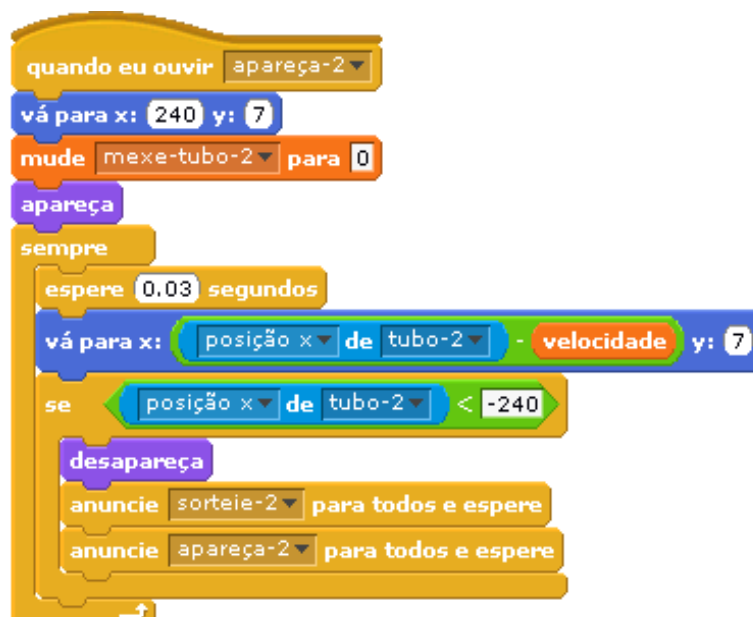 quando eu ouvir apareça-2
vá para x: 240 y: 7
mude mexe-tubo-2 para 0
apareça
sempre
espere 0.03 segundos
vá para x: posição x de tubo-2 - velocidade y: 7
se posição x de tubo-2 < -240
desapareça
anuncie sorteie-2 para todos e espere
anuncie apareça-2 para todos e espere